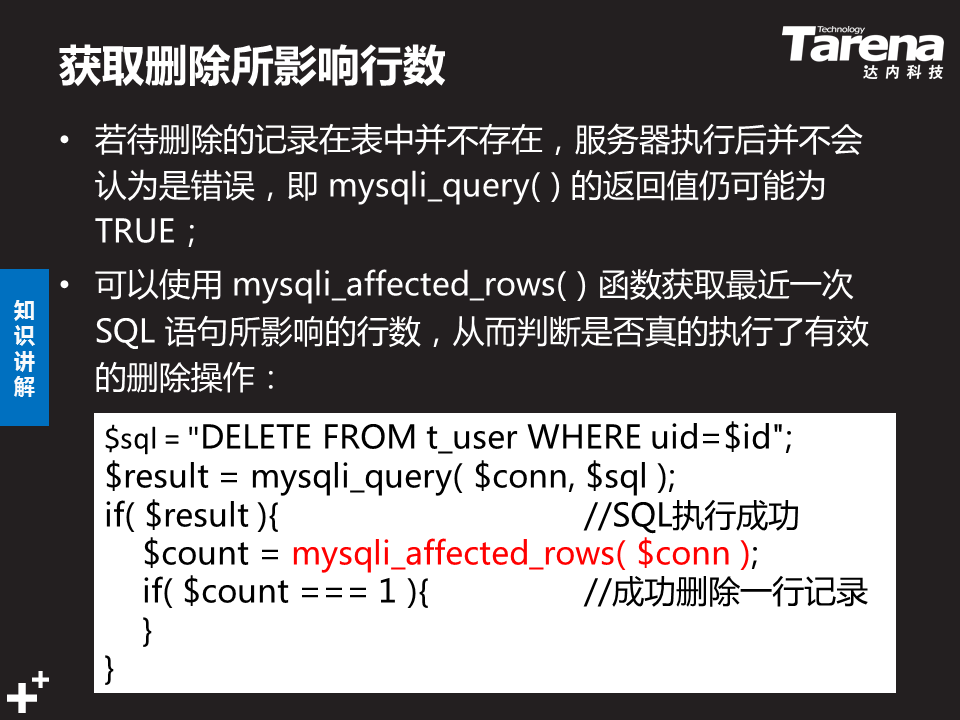 获取删除所影响行数
Technology
Tarena
达内科技
• 若待删除的记录在表中并不存在，服务器执行后并不会
认为是错误，即 mysqli_query( ) 的返回值仍可能为
TRUE；
• 可以使用 mysqli_affected_rows( ) 函数获取最近一次
SQL 语句所影响的行数，从而判断是否真的执行了有效
的删除操作：
知
识
讲
解
$sql = "DELETE FROM t_user WHERE uid=$id";
$result = mysqli_query( $conn, $sql );
if( $result ){ //SQL执行成功
$count = mysqli_affected_rows( $conn );
if( $count === 1 ){ //成功删除一行记录
}
}